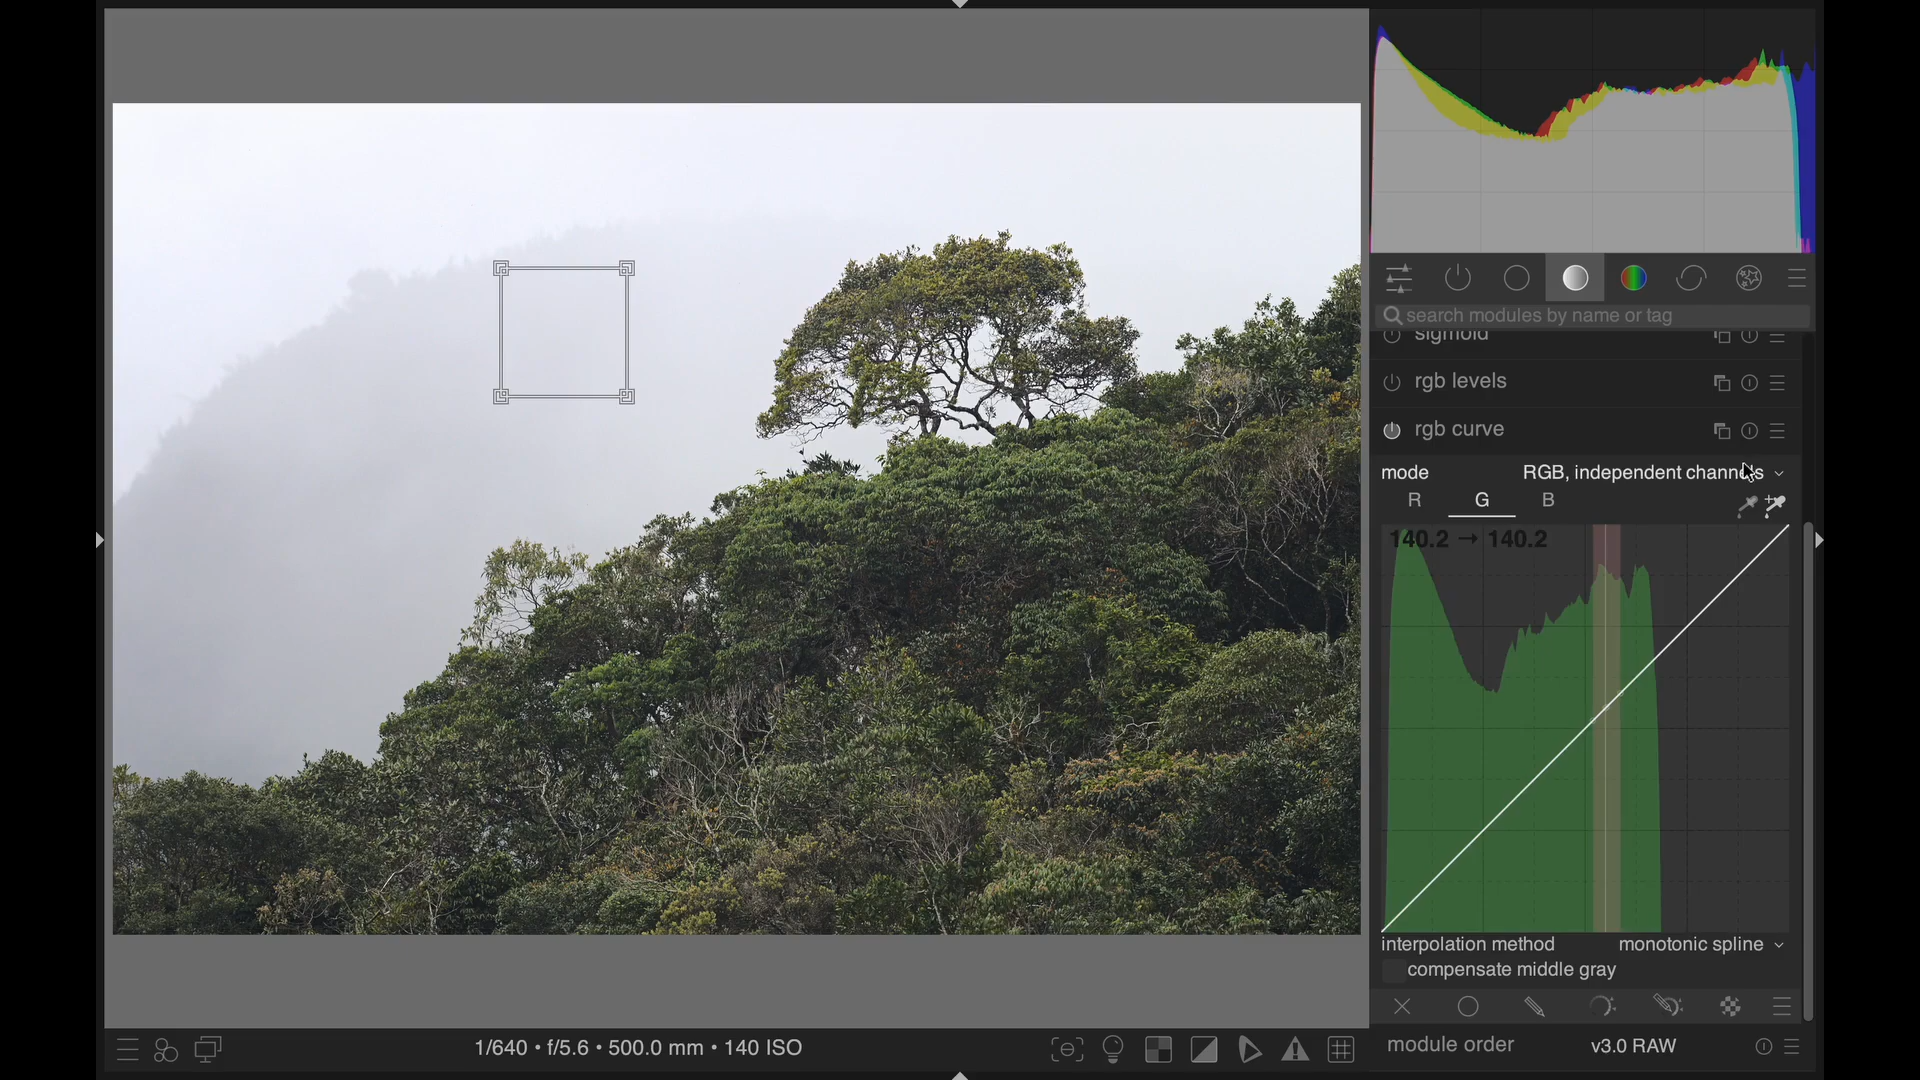 search modules by name or tag
sigmoid
rgb levels
rgb curve
mode RGB, independent channels
R G B
140.2 → 140.2
interpolation method monotonic spline
compensate middle gray
1/640 • f/5.6 • 500.0 mm • 140 ISO
module order v3.0 RAW